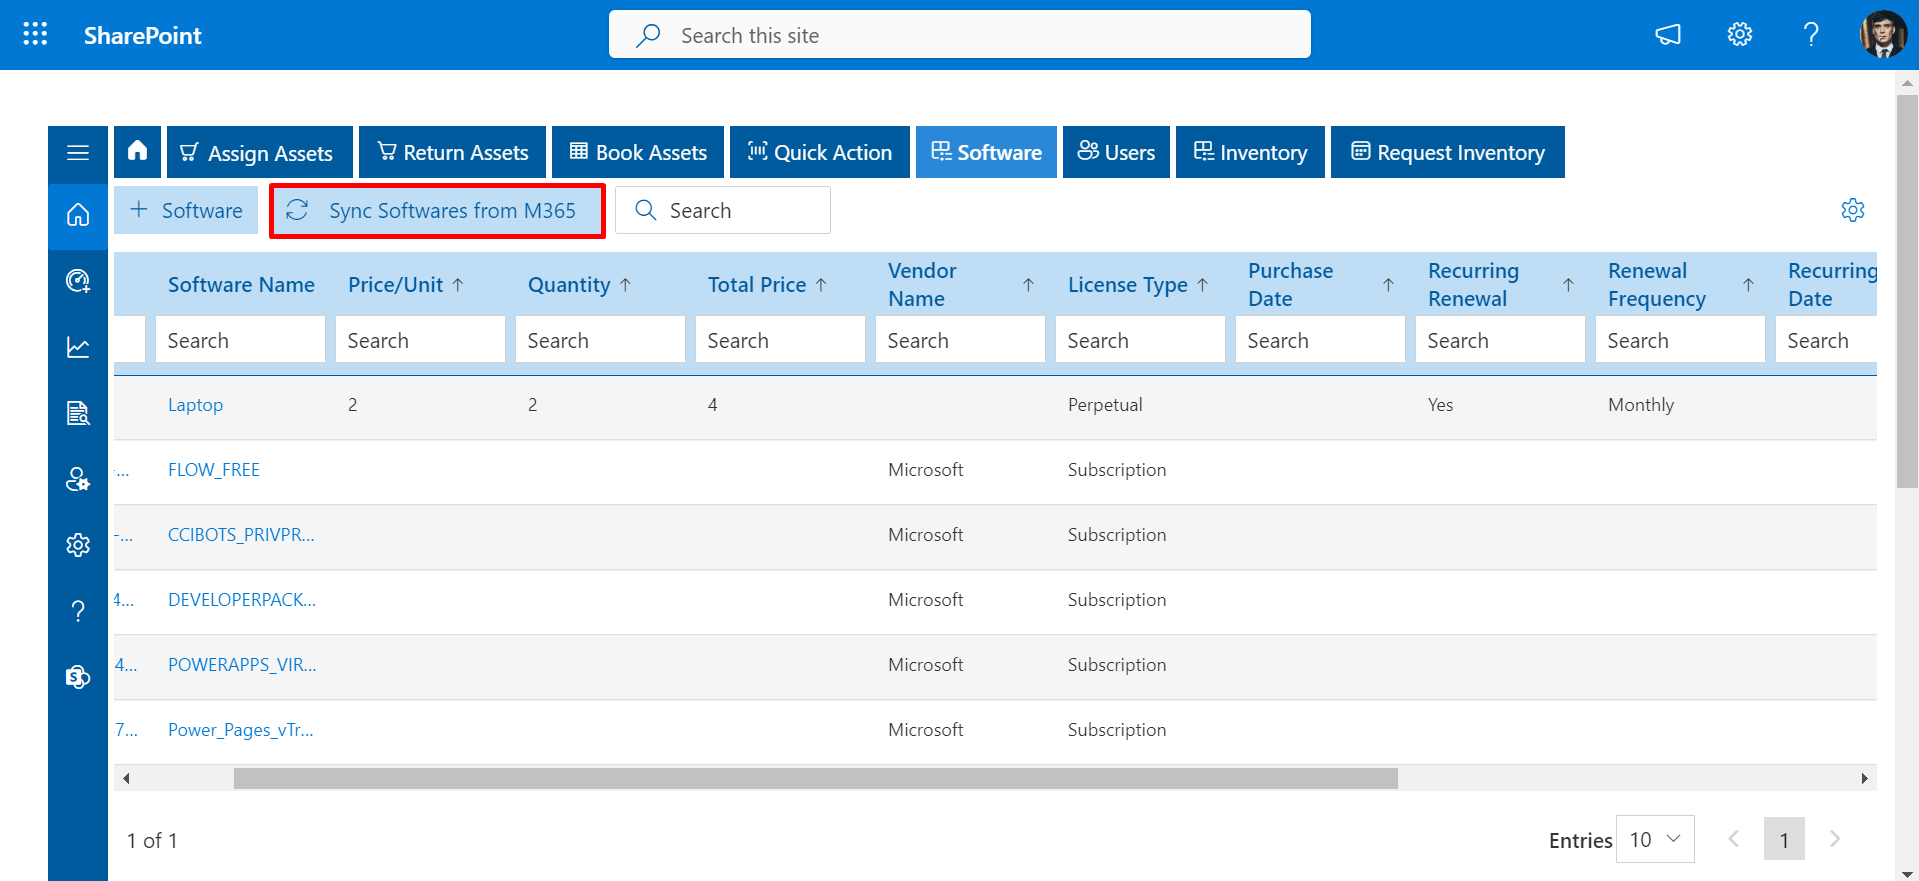 SharePoint
Search this site
Assign Assets
Return Assets
Book Assets
Quick Action
Software
Users
Inventory
Request Inventory
+ Software
Sync Softwares from M365
Search
Software Name
Price/Unit ↑
Quantity ↑
Total Price ↑
Vendor Name ↑
License Type ↑
Purchase Date ↑
Recurring Renewal ↑
Renewal Frequency ↑
Recurring Date
Search Search Search Search Search Search Search Search Search Search
Laptop 2 2 4 Perpetual Yes Monthly
-... FLOW_FREE Microsoft Subscription
-... CCIBOTS_PRIVPR... Microsoft Subscription
4... DEVELOPERPACK... Microsoft Subscription
4... POWERAPPS_VIR... Microsoft Subscription
7... Power_Pages_vTr... Microsoft Subscription
1 of 1
Entries 10
1